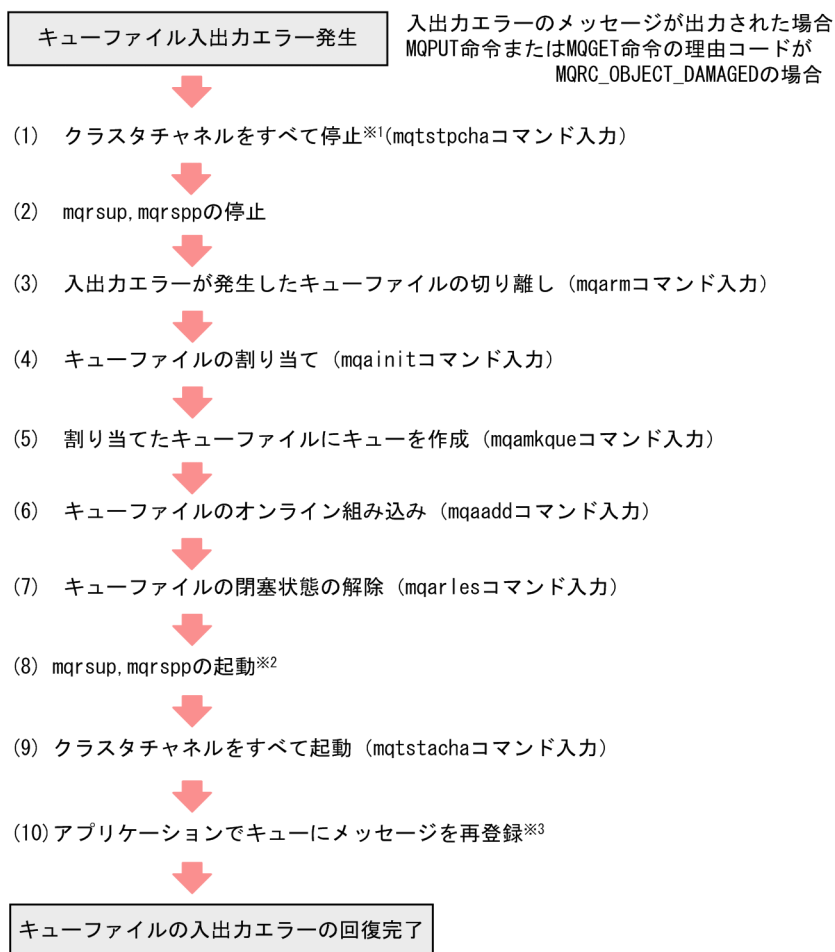 キューファイル入出力エラー発生
入出力エラーのメッセージが出力された場合
MQPUT命令またはMQGET命令の理由コードが
MQRC_OBJECT_DAMAGEDの場合
(1) クラスタチャネルをすべて停止※1(mqtstpchaコマンド入力)
(2) mqrsup,mqrsppの停止
(3) 入出力エラーが発生したキューファイルの切り離し(mqarmコマンド入力)
(4) キューファイルの割り当て(mqainitコマンド入力)
(5) 割り当てたキューファイルにキューを作成(mqamkqueコマンド入力)
(6) キューファイルのオンライン組み込み(mqaaddコマンド入力)
(7) キューファイルの閉塞状態の解除(mqarlesコマンド入力)
(8) mqrsup,mqrsppの起動※2
(9) クラスタチャネルをすべて起動(mqtstachaコマンド入力)
(10)アプリケーションでキューにメッセージを再登録※3
キューファイルの入出力エラーの回復完了